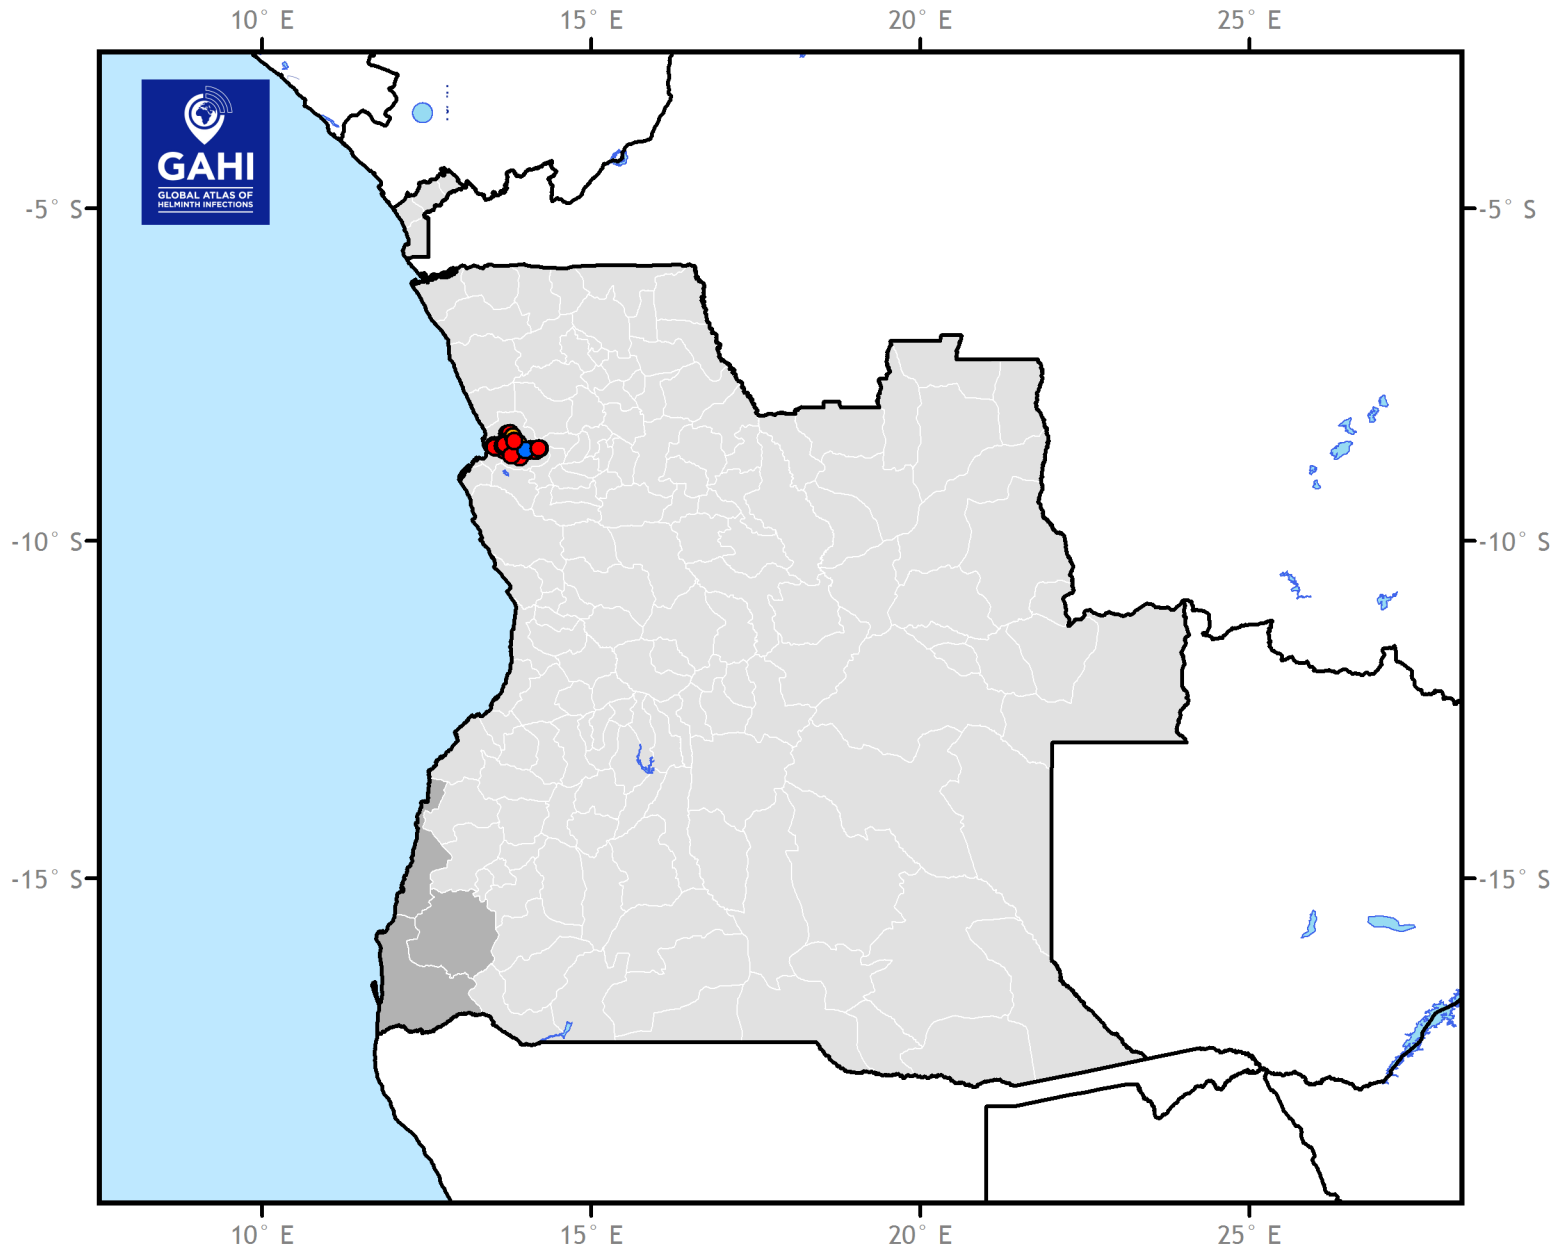 10° E 15° E 20° E 25° E
GAHI
GLOBAL ATLAS OF
HELMINTH INFECTIONS
-5° S -5° S
-10° S -10° S
-15° S -15° S
10° E 15° E 20° E 25° E